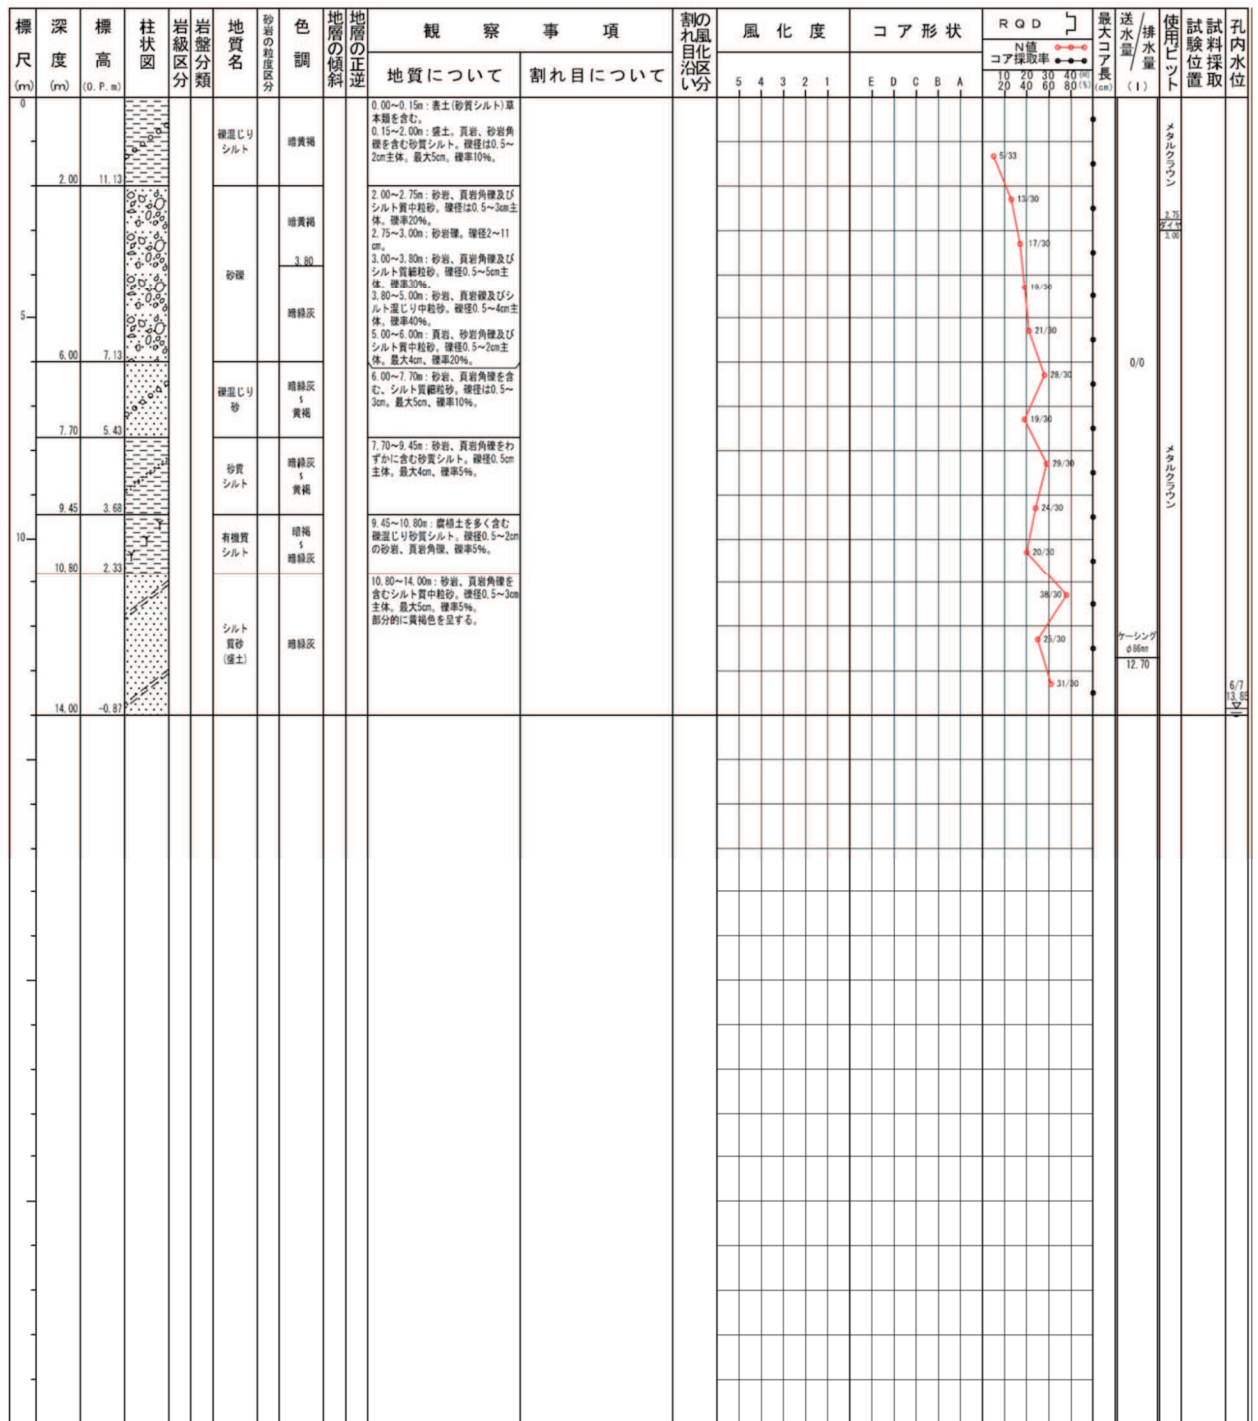 標尺(m)
深度(m)
標高(O.P.m)
柱状図
岩級区分
岩盤分類
地質名
砂岩の粒度区分
色調
地層の傾斜
地層の正逆
観察事項
地質について
割れ目について
割れ目沿いの風化区分
風化度
5 4 3 2 1
コア形状
E D C B A
RQD
N値
コア採取率
10 20 30 40 (回)
20 40 60 80 (%)
最大コア長(cm)
送水量/排水量(l)
使用ビット
試験位置
試料採取
孔内水位
0
2.00 11.13
礫混じり
シルト
暗黄褐
0.00~0.15m：表土(砂質シルト)草
本類を含む。
0.15~2.00m：盛土。頁岩、砂岩角
礫を含む砂質シルト。礫径は0.5~
2cm主体。最大5cm。礫率10%。
5/33
メタルクラウン
砂礫
暗黄褐
3.80
暗緑灰
2.00~2.75m：砂岩、頁岩角礫及び
シルト質中粒砂。礫径は0.5~3cm主
体。礫率20%。
2.75~3.00m：砂岩礫。礫径2~11
cm。
3.00~3.80m：砂岩、頁岩角礫及び
シルト質細粒砂。礫径0.5~5cm主
体。礫率30%。
3.80~5.00m：砂岩、頁岩礫及びシ
ルト混じり中粒砂。礫径0.5~4cm主
体。礫率40%。
5.00~6.00m：頁岩、砂岩角礫及び
シルト質中粒砂。礫径0.5~2cm主
体。最大4cm、礫率20%。
13/30
2.75
ダイヤ
3.00
17/30
19/30
5
21/30
6.00 7.13
0/0
礫混じり
砂
暗緑灰
~
黄褐
6.00~7.70m：砂岩、頁岩角礫を含
む、シルト質細粒砂。礫径は0.5~
3cm。最大5cm、礫率10%。
28/30
19/30
7.70 5.43
砂質
シルト
暗緑灰
~
黄褐
7.70~9.45m：砂岩、頁岩角礫をわ
ずかに含む砂質シルト。礫径0.5cm
主体。最大4cm、礫率5%。
29/30
24/30
メタルクラウン
9.45 3.68
10
有機質
シルト
暗褐
~
暗緑灰
9.45~10.80m：腐植土を多く含む
礫混じり砂質シルト。礫径0.5~2cm
の砂岩、頁岩角礫、礫率5%。
20/30
10.80 2.33
シルト
質砂
(盛土)
暗緑灰
10.80~14.00m：砂岩、頁岩角礫を
含むシルト質中粒砂。礫径0.5~3cm
主体。最大5cm。礫率5%。
部分的に黄褐色を呈する。
38/30
25/30
ケーシング
φ86mm
12.70
31/30
6/7
13.85
14.00 -0.87